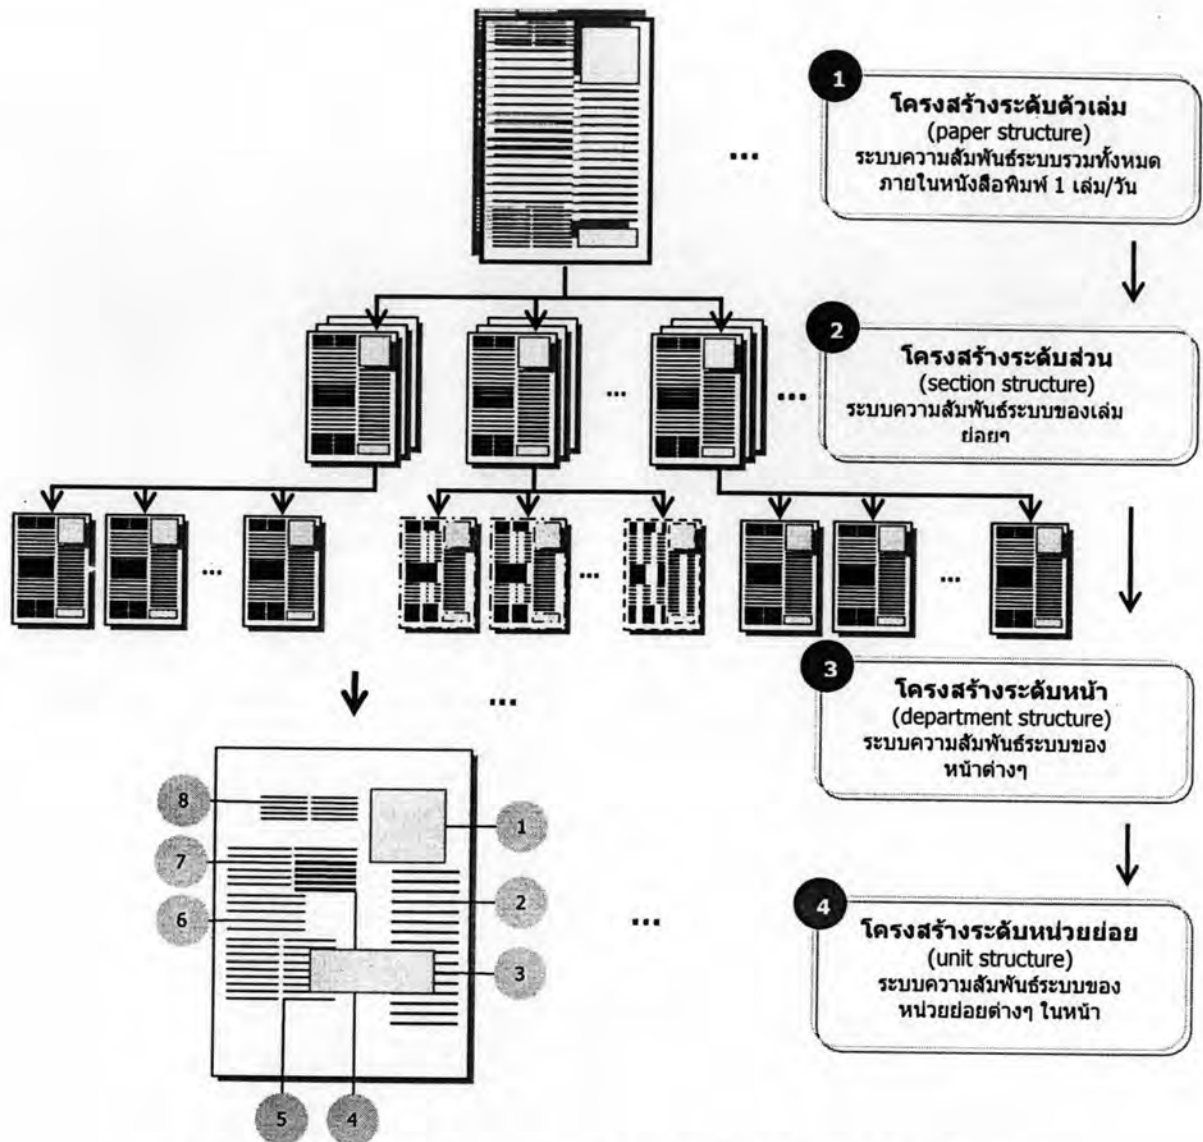 1
โครงสร้างระดับตัวเล่ม
(paper structure)
ระบบความสัมพันธ์ระบบรวมทั้งหมด
ภายในหนังสือพิมพ์ 1 เล่ม/วัน
...
2
โครงสร้างระดับส่วน
(section structure)
ระบบความสัมพันธ์ระบบของเล่ม
ย่อยๆ
...
...
...
...
...
3
โครงสร้างระดับหน้า
(department structure)
ระบบความสัมพันธ์ระบบของ
หน้าต่างๆ
...
4
โครงสร้างระดับหน่วยย่อย
(unit structure)
ระบบความสัมพันธ์ระบบของ
หน่วยย่อยต่างๆ ในหน้า
...
8
1
7
2
6
3
5
4